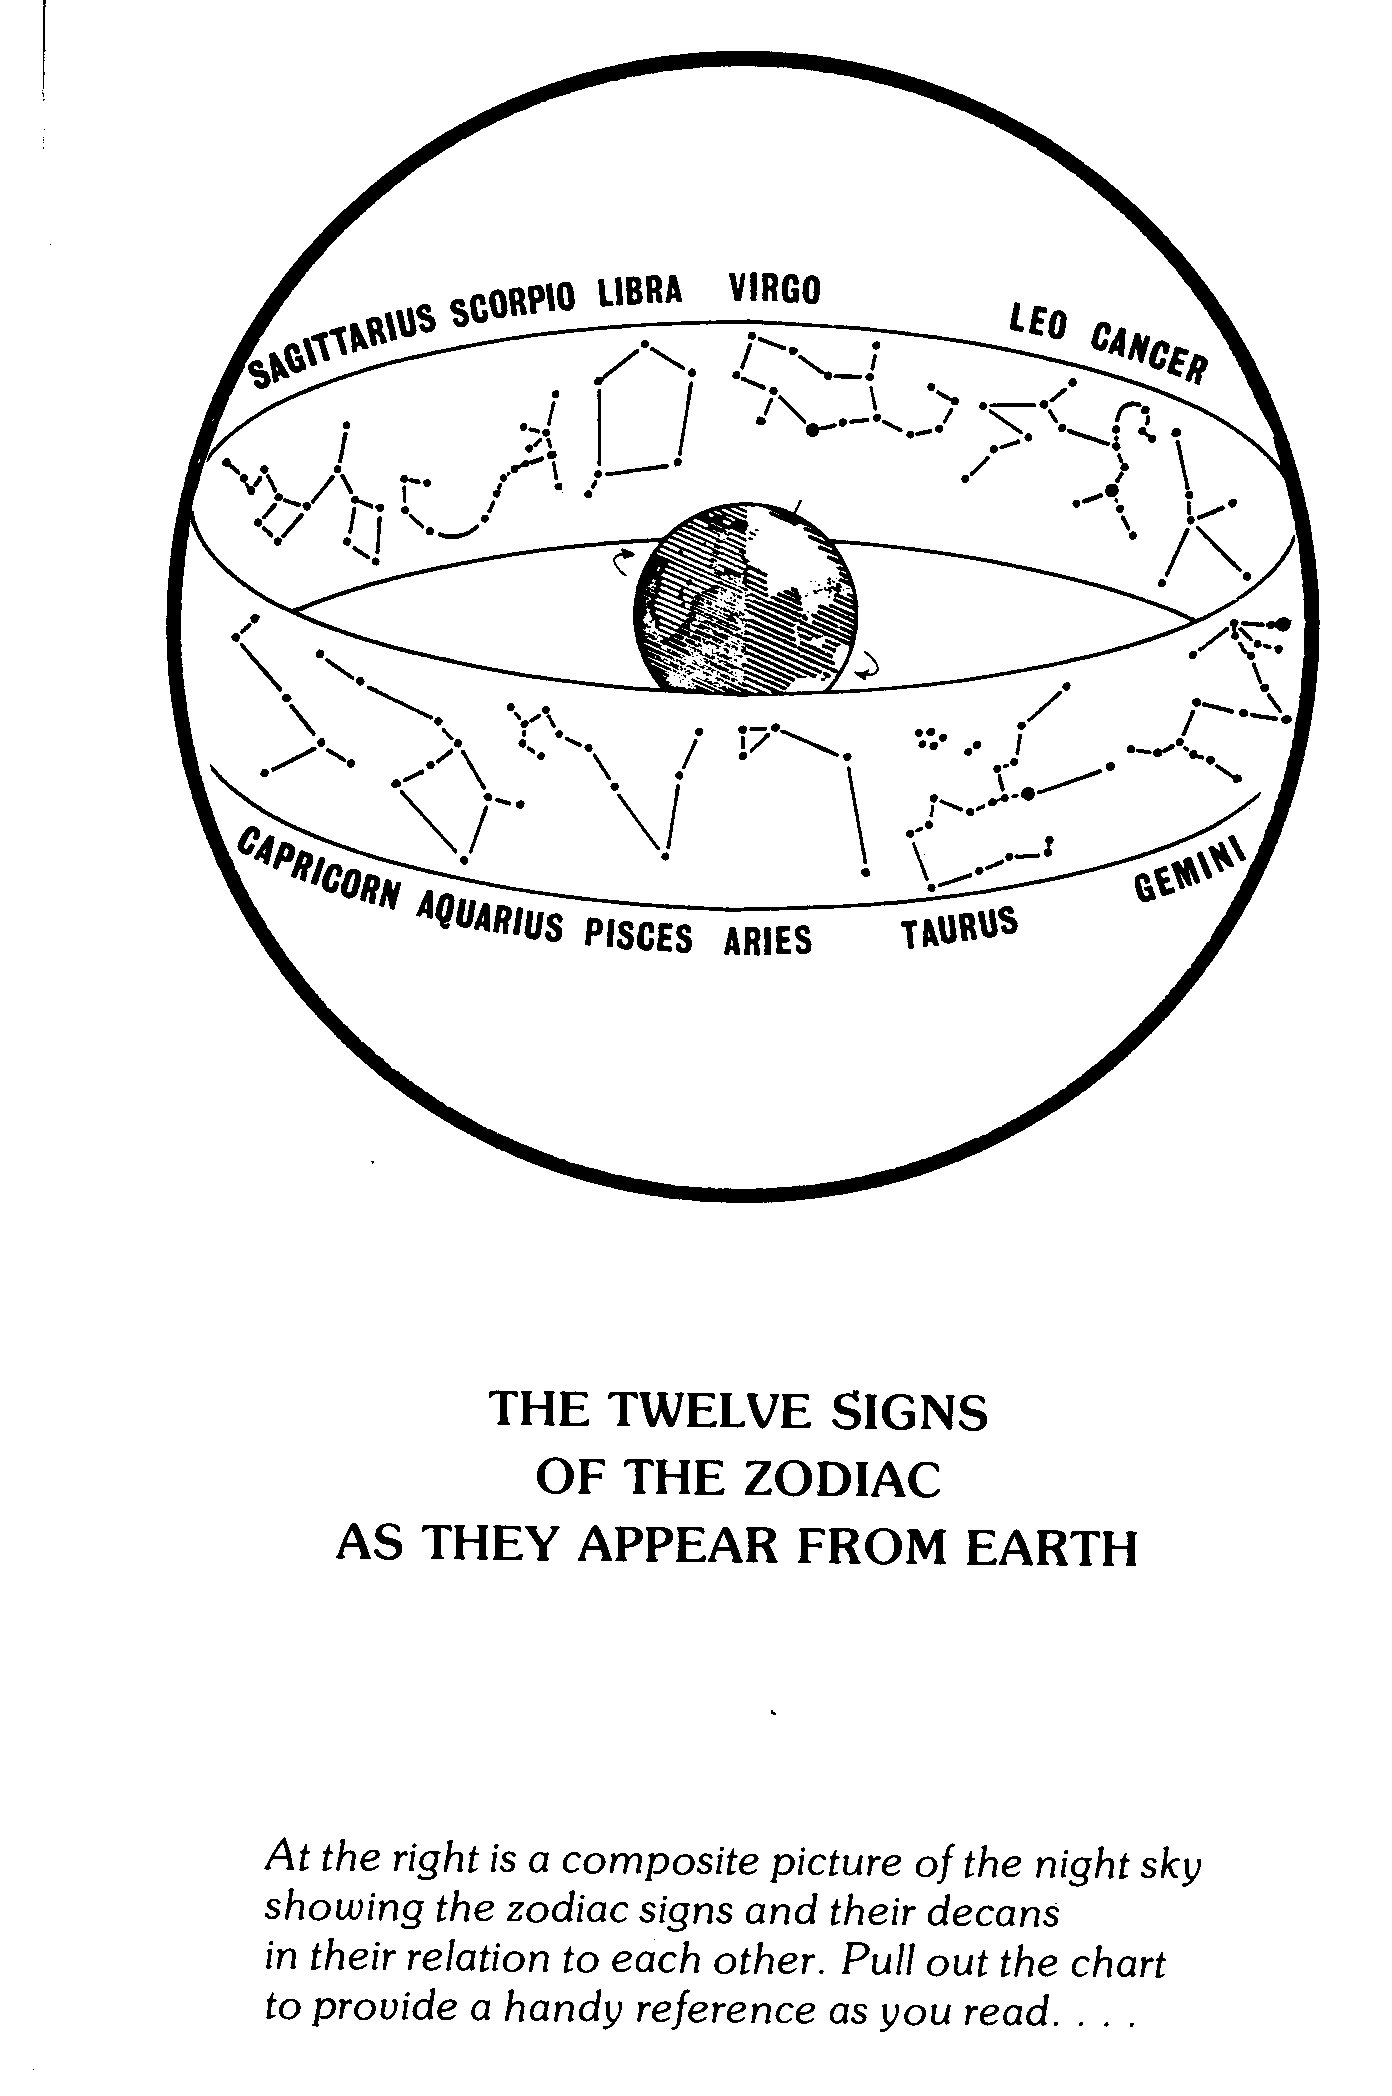 SAGITTARIUS SCORPIO LIBRA VIRGO LEO CANCER
CAPRICORN AQUARIUS PISCES ARIES TAURUS GEMINI
THE TWELVE SIGNS
OF THE ZODIAC
AS THEY APPEAR FROM EARTH
At the right is a composite picture of the night sky
showing the zodiac signs and their decans
in their relation to each other. Pull out the chart
to provide a handy reference as you read. . . .